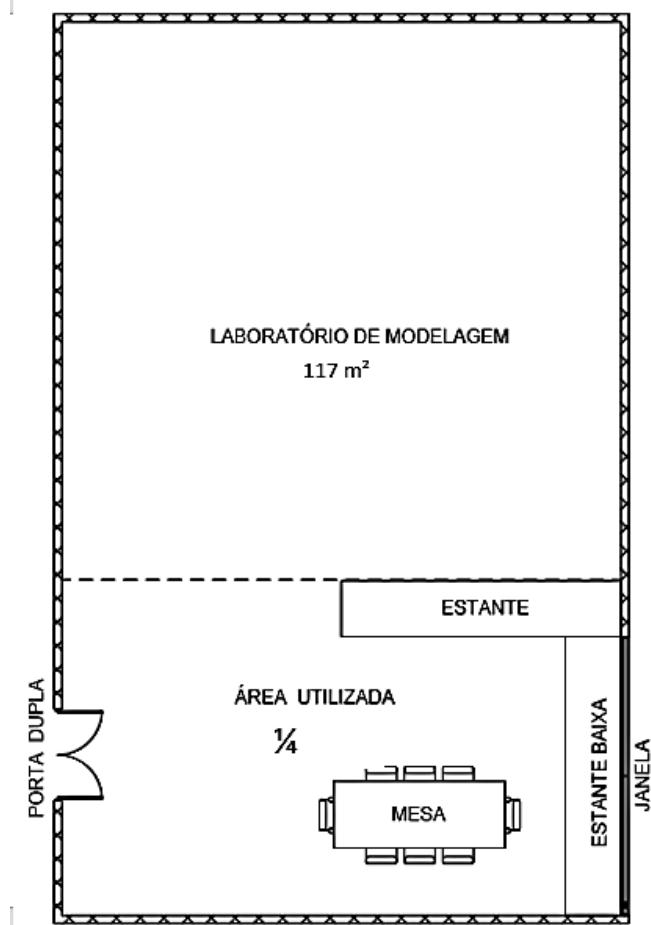 LABORATÓRIO DE MODELAGEM
117 m²
ESTANTE
ÁREA UTILIZADA
¼
PORTA DUPLA
MESA
ESTANTE BAIXA
JANELA